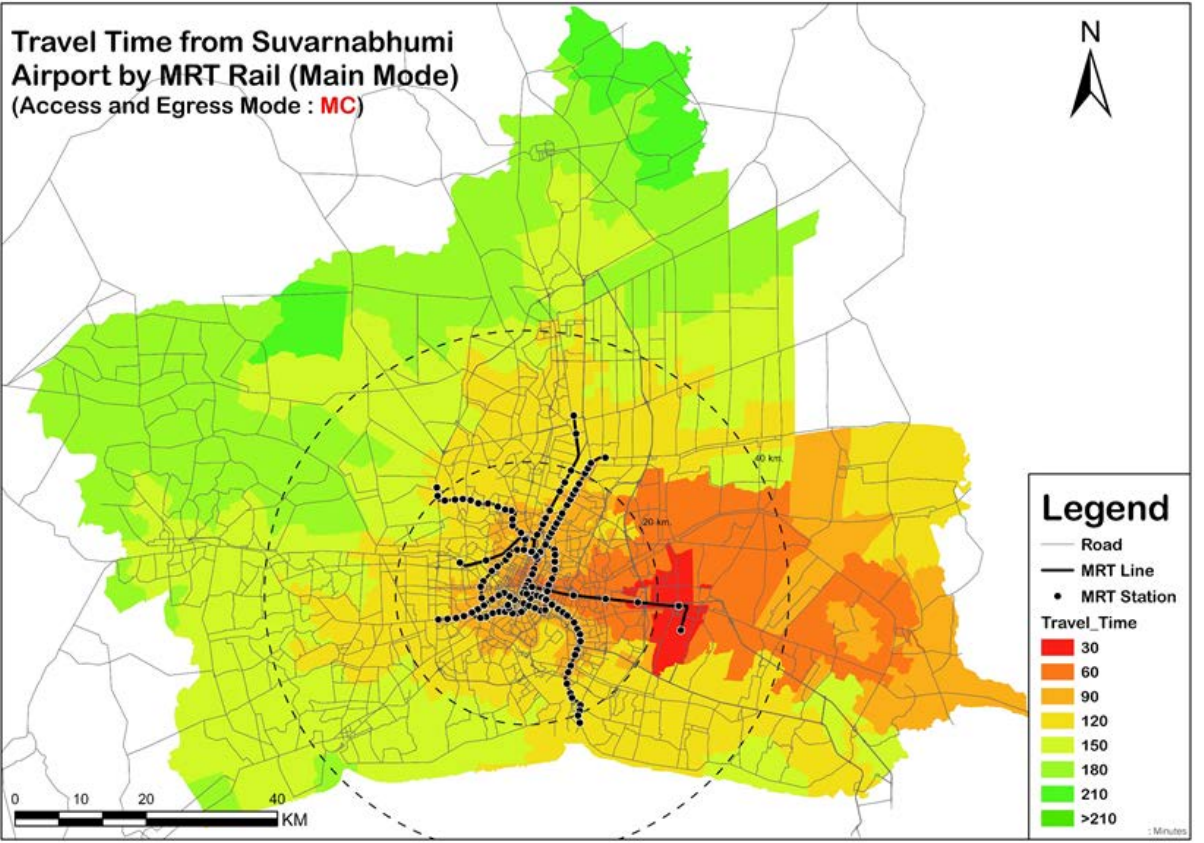 Travel Time from Suvarnabhumi
Airport by MRT Rail (Main Mode)
(Access and Egress Mode : MC)
N
40 km.
20 km.
Legend
Road
MRT Line
MRT Station
Travel_Time
30
60
90
120
150
180
210
>210
: Minutes
0 10 20 40
KM